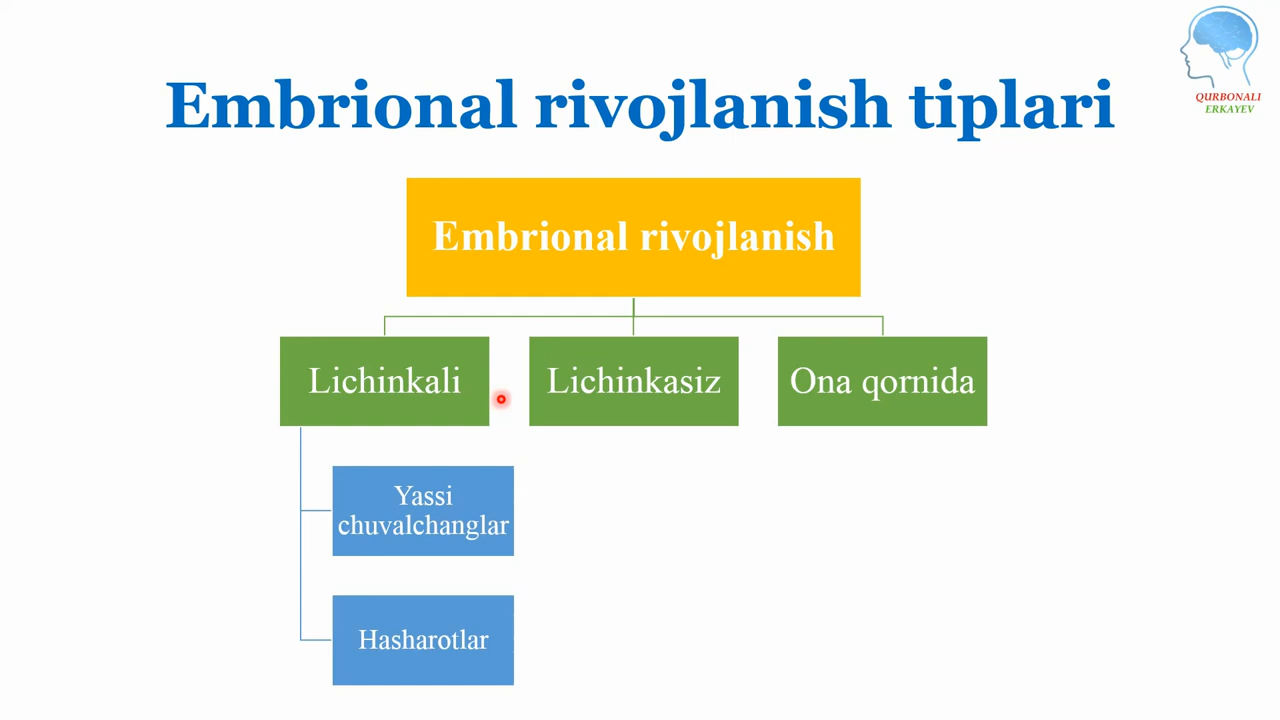 QURBONALI
ERKAYEV
Embrional rivojlanish tiplari
Embrional rivojlanish
Lichinkali
Lichinkasiz
Ona qornida
Yassi
chuvalchanglar
Hasharotlar